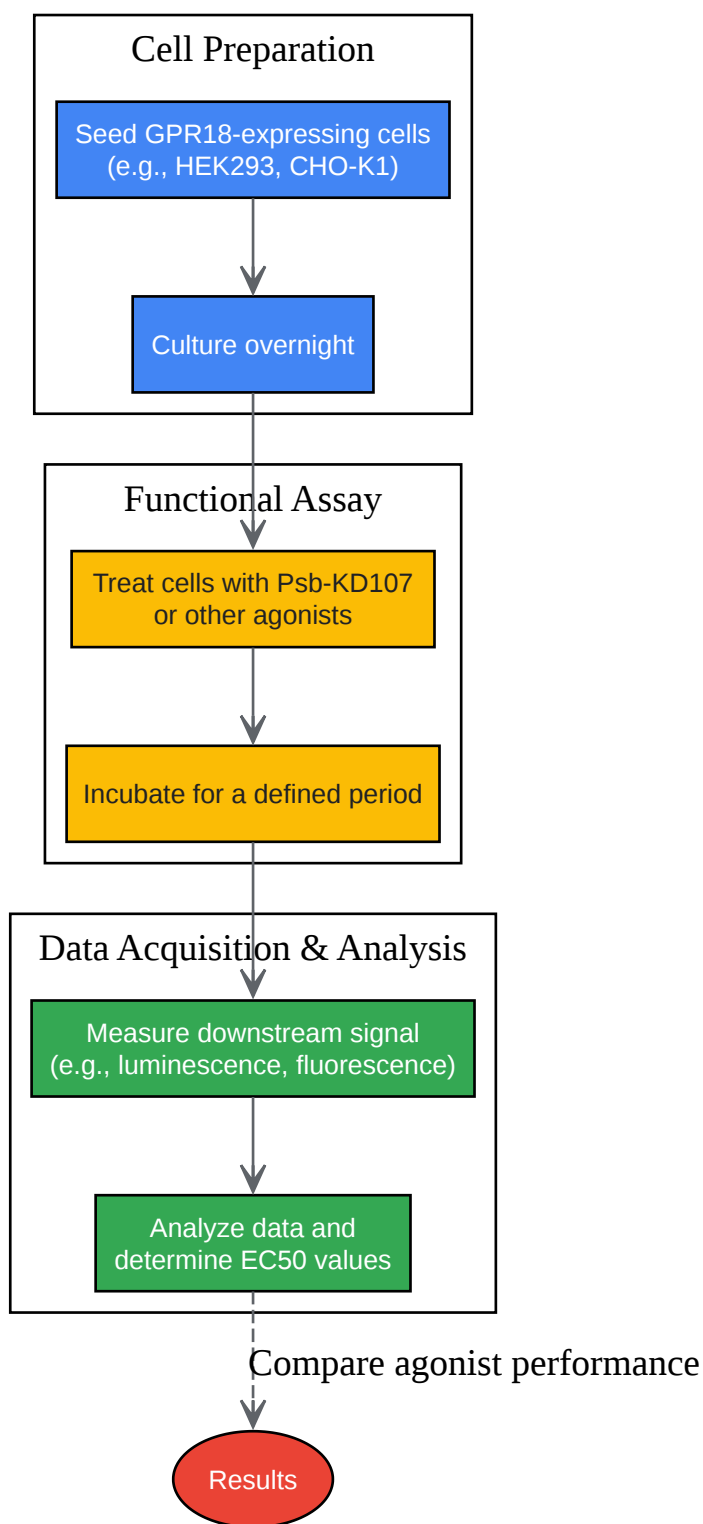 Cell Preparation
Seed GPR18-expressing cells
(e.g., HEK293, CHO-K1)
Culture overnight
Functional Assay
Treat cells with Psb-KD107
or other agonists
Incubate for a defined period
Data Acquisition & Analysis
Measure downstream signal
(e.g., luminescence, fluorescence)
Analyze data and
determine EC50 values
Compare agonist performance
Results